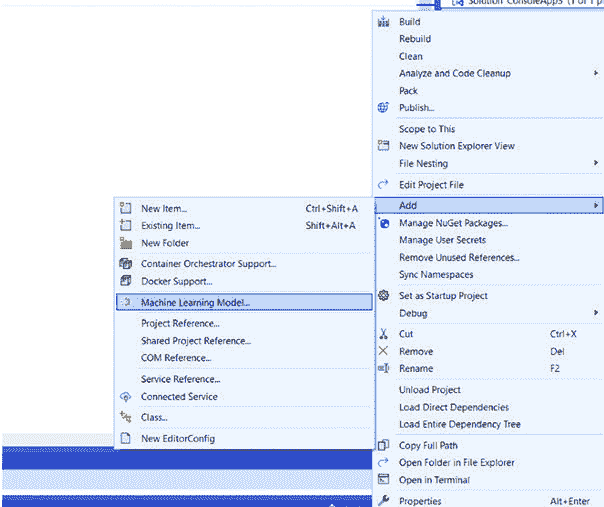 Build
Rebuild
Clean
Analyze and Code Cleanup
Pack
Publish...
Scope to This
New Solution Explorer View
File Nesting
Edit Project File
Add
Manage NuGet Packages...
Manage User Secrets
Remove Unused References...
Sync Namespaces
Set as Startup Project
Debug
Cut Ctrl+X
Remove Del
Rename F2
Unload Project
Load Direct Dependencies
Load Entire Dependency Tree
Copy Full Path
Open Folder in File Explorer
Open in Terminal
Properties Alt+Enter
New Item... Ctrl+Shift+A
Existing Item... Shift+Alt+A
New Folder
Container Orchestrator Support...
Docker Support...
Machine Learning Model...
Project Reference...
Shared Project Reference...
COM Reference...
Service Reference...
Connected Service
Class...
New EditorConfig